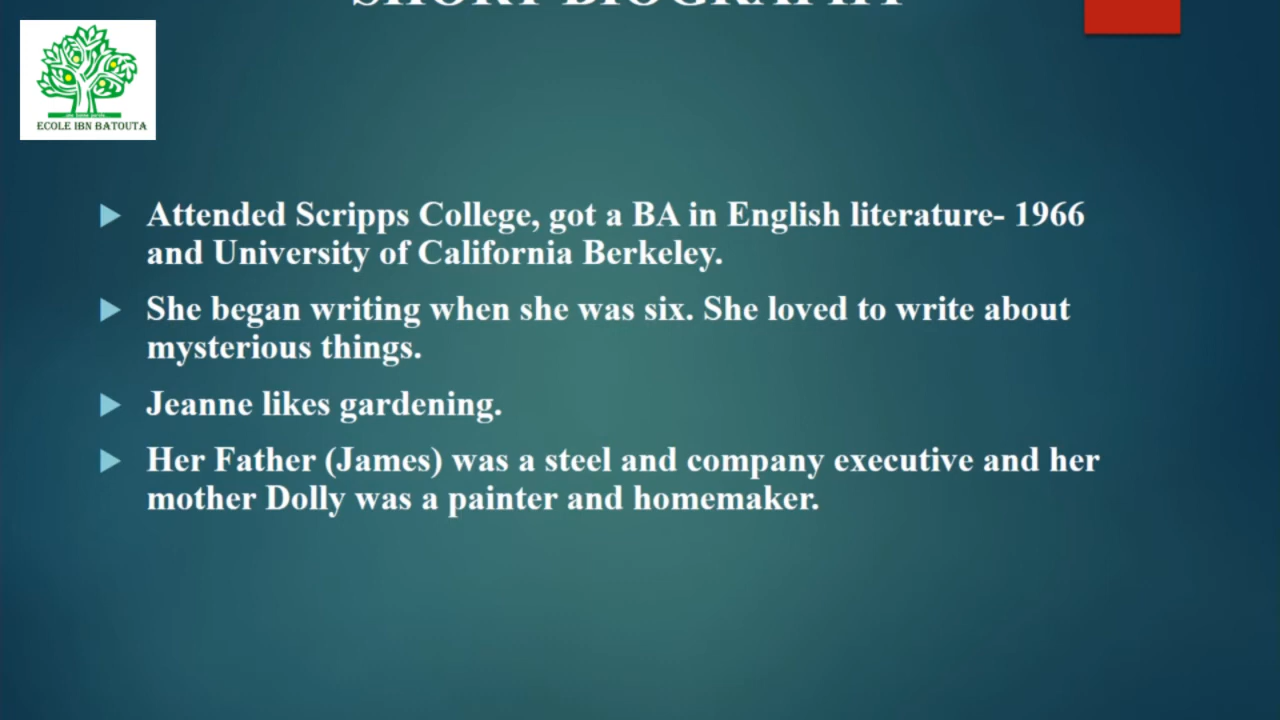 SHORT BIOGRAPHY
ECOLE IBN BATOUTA
Attended Scripps College, got a BA in English literature- 1966
and University of California Berkeley.
She began writing when she was six. She loved to write about
mysterious things.
Jeanne likes gardening.
Her Father (James) was a steel and company executive and her
mother Dolly was a painter and homemaker.